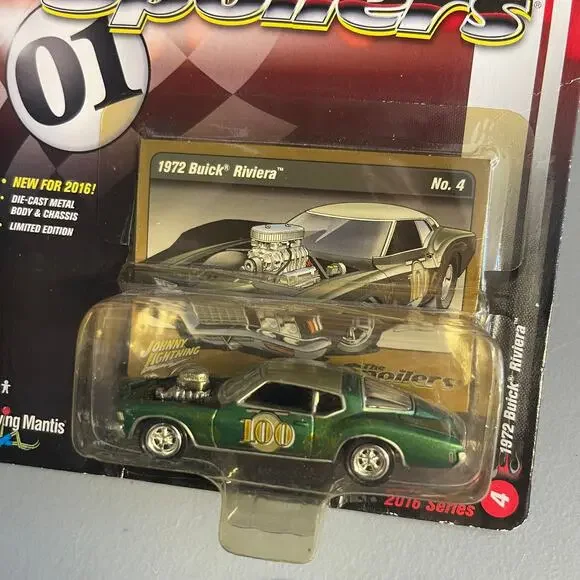 Spoilers®
01
• NEW FOR 2016!
• DIE-CAST METAL
BODY & CHASSIS
• LIMITED EDITION
1972 Buick® Riviera™
No. 4
JOHNNY
LIGHTNING
The
Spoilers
100
ing Mantis
1972 Buick® Riviera™
2016 Series
4